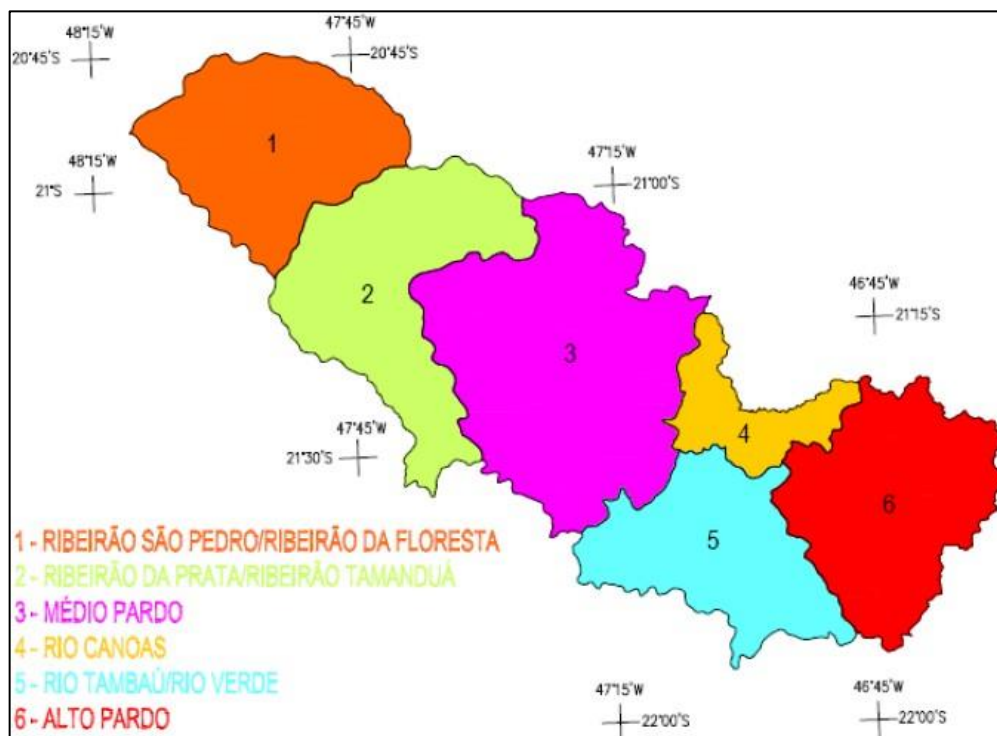 47°45'W
48°15'W
20°45'S
20°45'S
1
48°15'W
21°S
47°15'W
21°00'S
2
46°45'W
21°15'S
3
47°45'W
21°30'S
4
6
5
1 - RIBEIRÃO SÃO PEDRO/RIBEIRÃO DA FLORESTA
2 - RIBEIRÃO DA PRATA/RIBEIRÃO TAMANDUÁ
3 - MÉDIO PARDO
4 - RIO CANOAS
5 - RIO TAMBAÚ/RIO VERDE
6 - ALTO PARDO
47°15'W
22°00'S
46°45'W
22°00'S